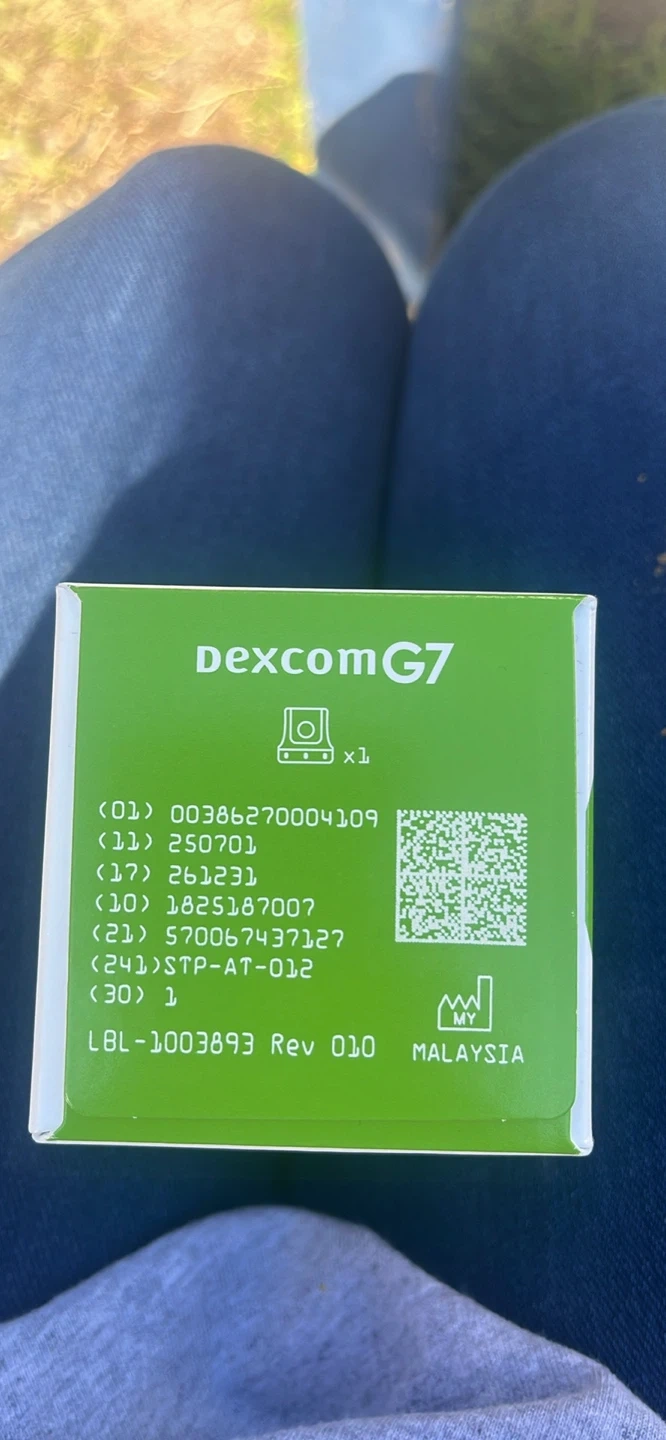 Dexcom G7
x1
(01) 00386270004109
(11) 250701
(17) 261231
(10) 1825187007
(21) 570067437127
(241)STP-AT-012
(30) 1
MY
LBL-1003893 Rev 010
MALAYSIA